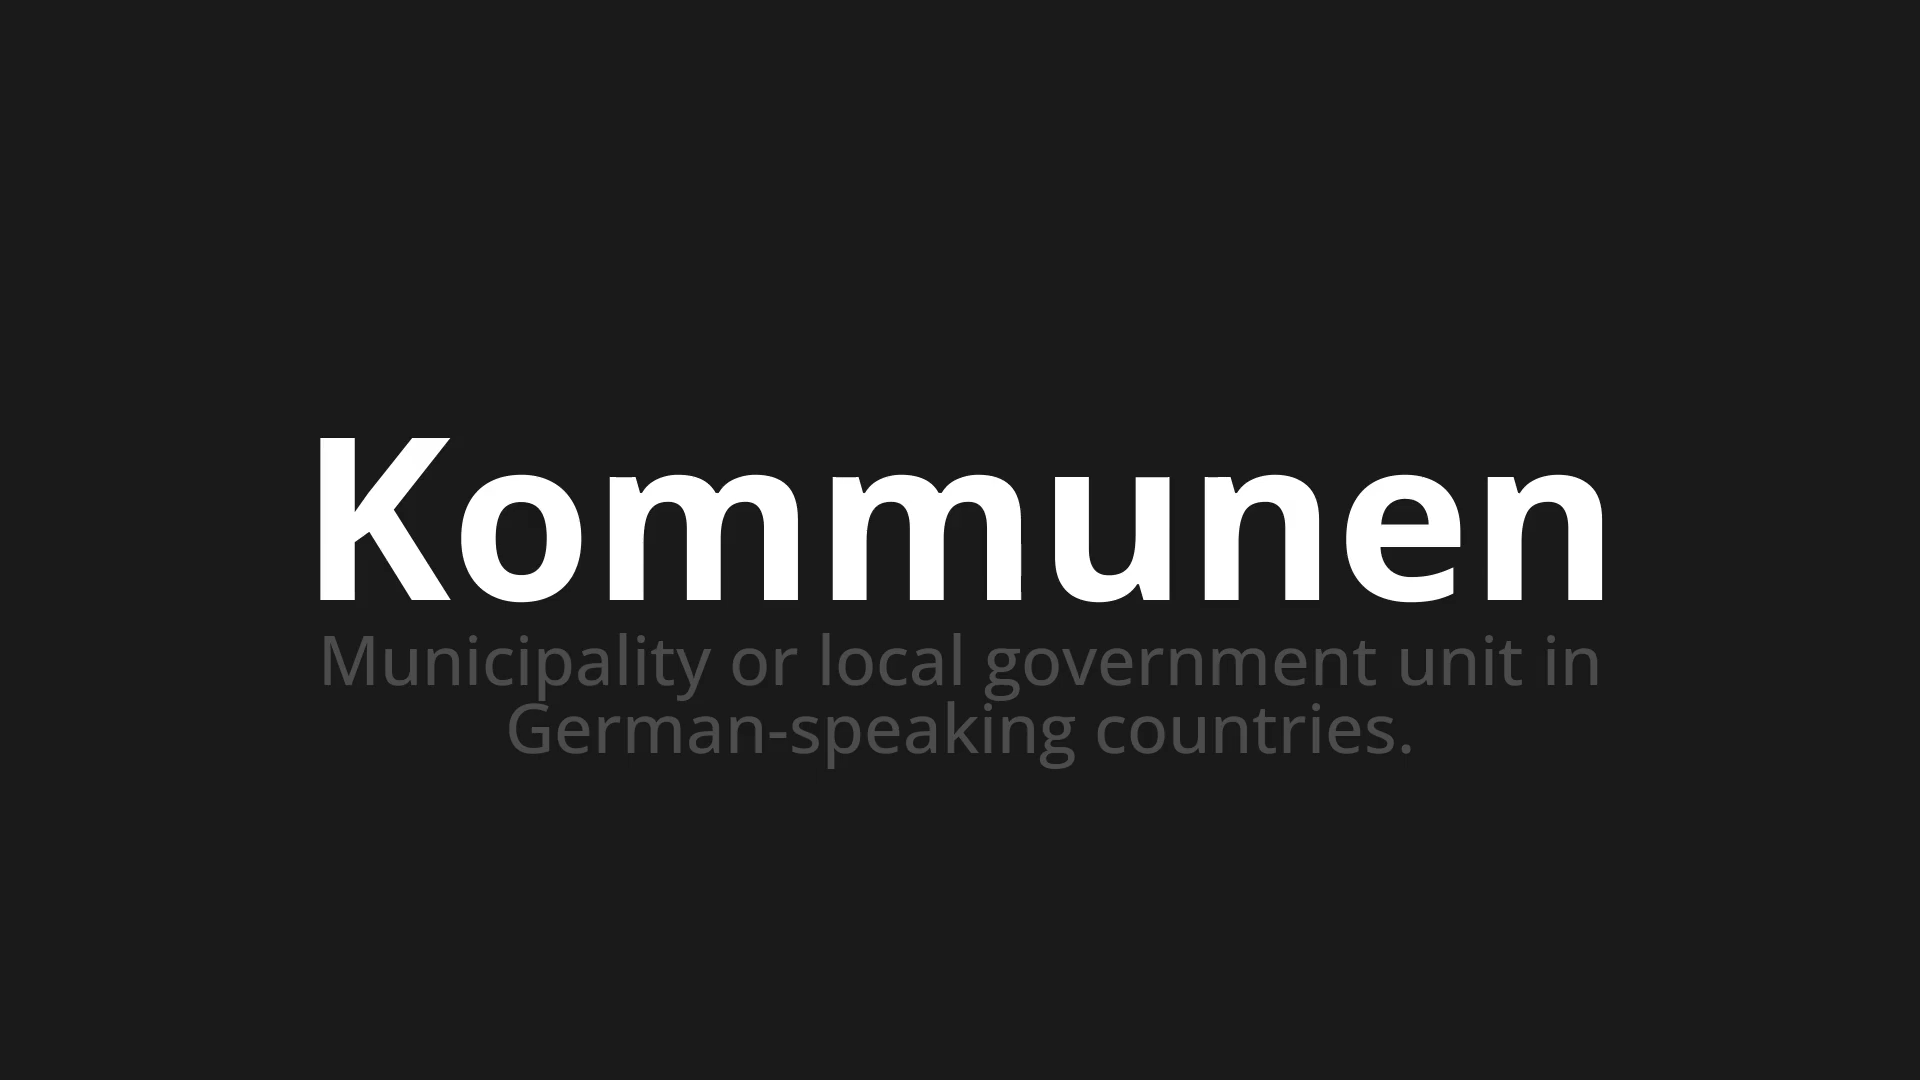 Kommunen
Municipality or local government unit in
German-speaking countries.